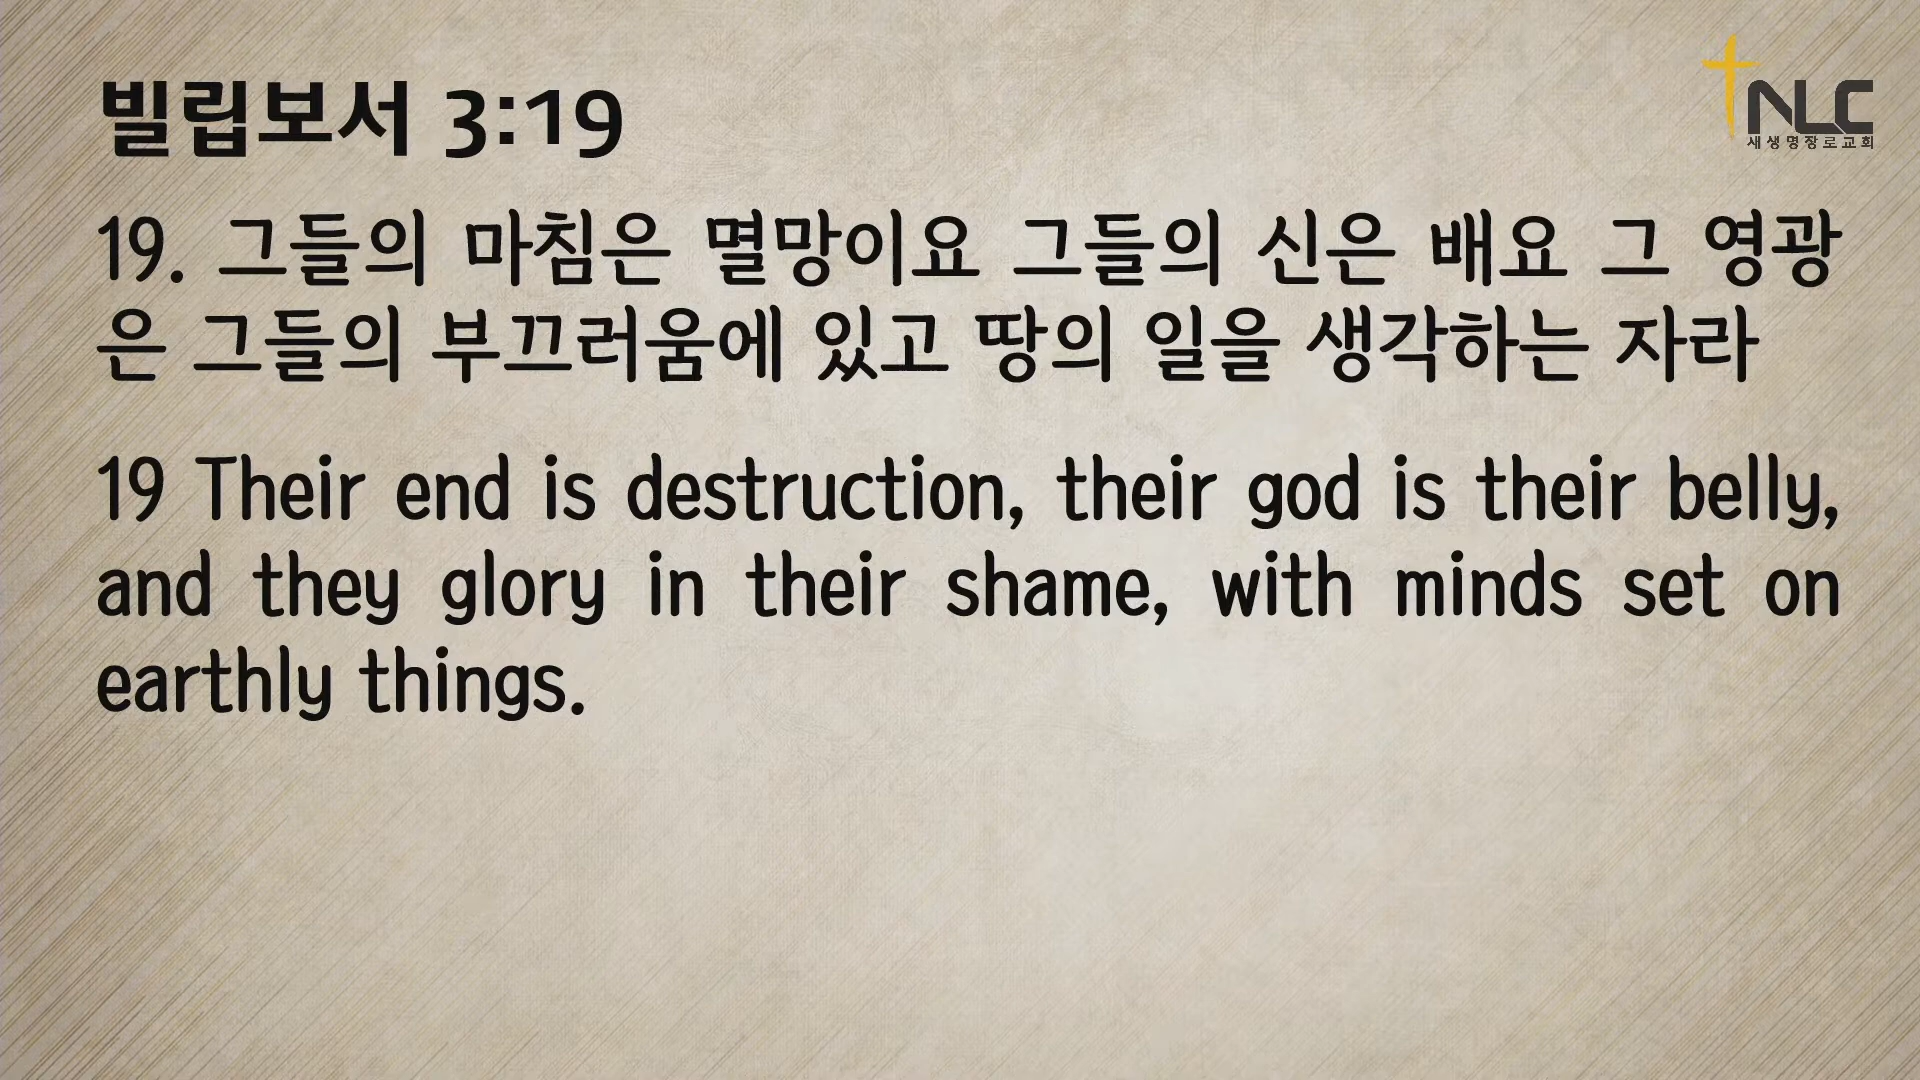 빌립보서 3:19
NLC
새생명장로교회
19. 그들의 마침은 멸망이요 그들의 신은 배요 그 영광
은 그들의 부끄러움에 있고 땅의 일을 생각하는 자라
19 Their end is destruction, their god is their belly,
and they glory in their shame, with minds set on
earthly things.